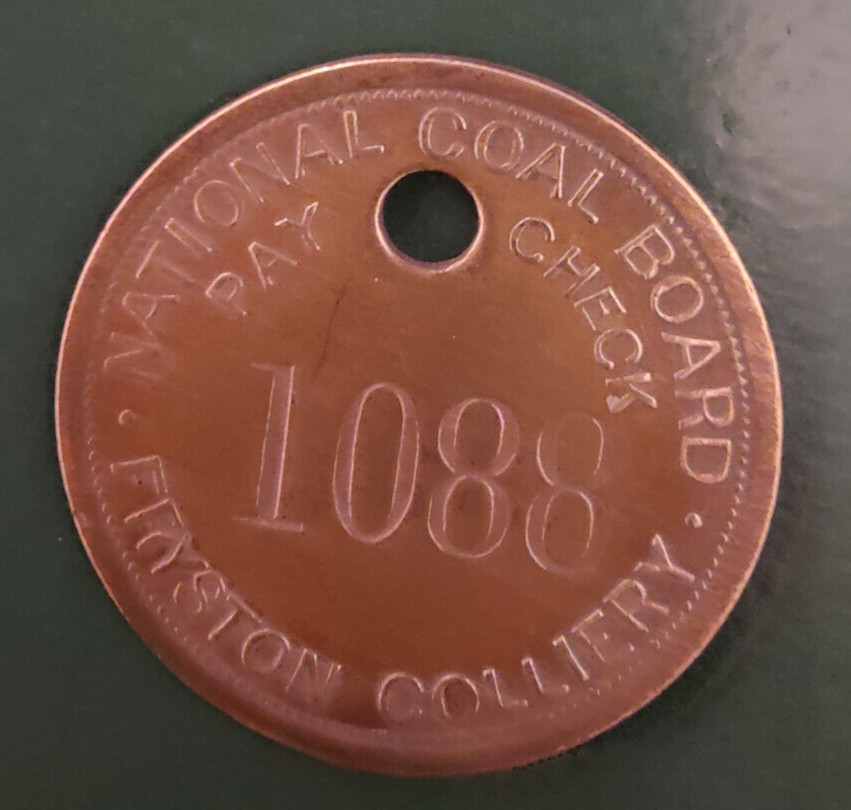 NATIONAL COAL BOARD
PAY CHECK
1088
FRYSTON COLLIERY